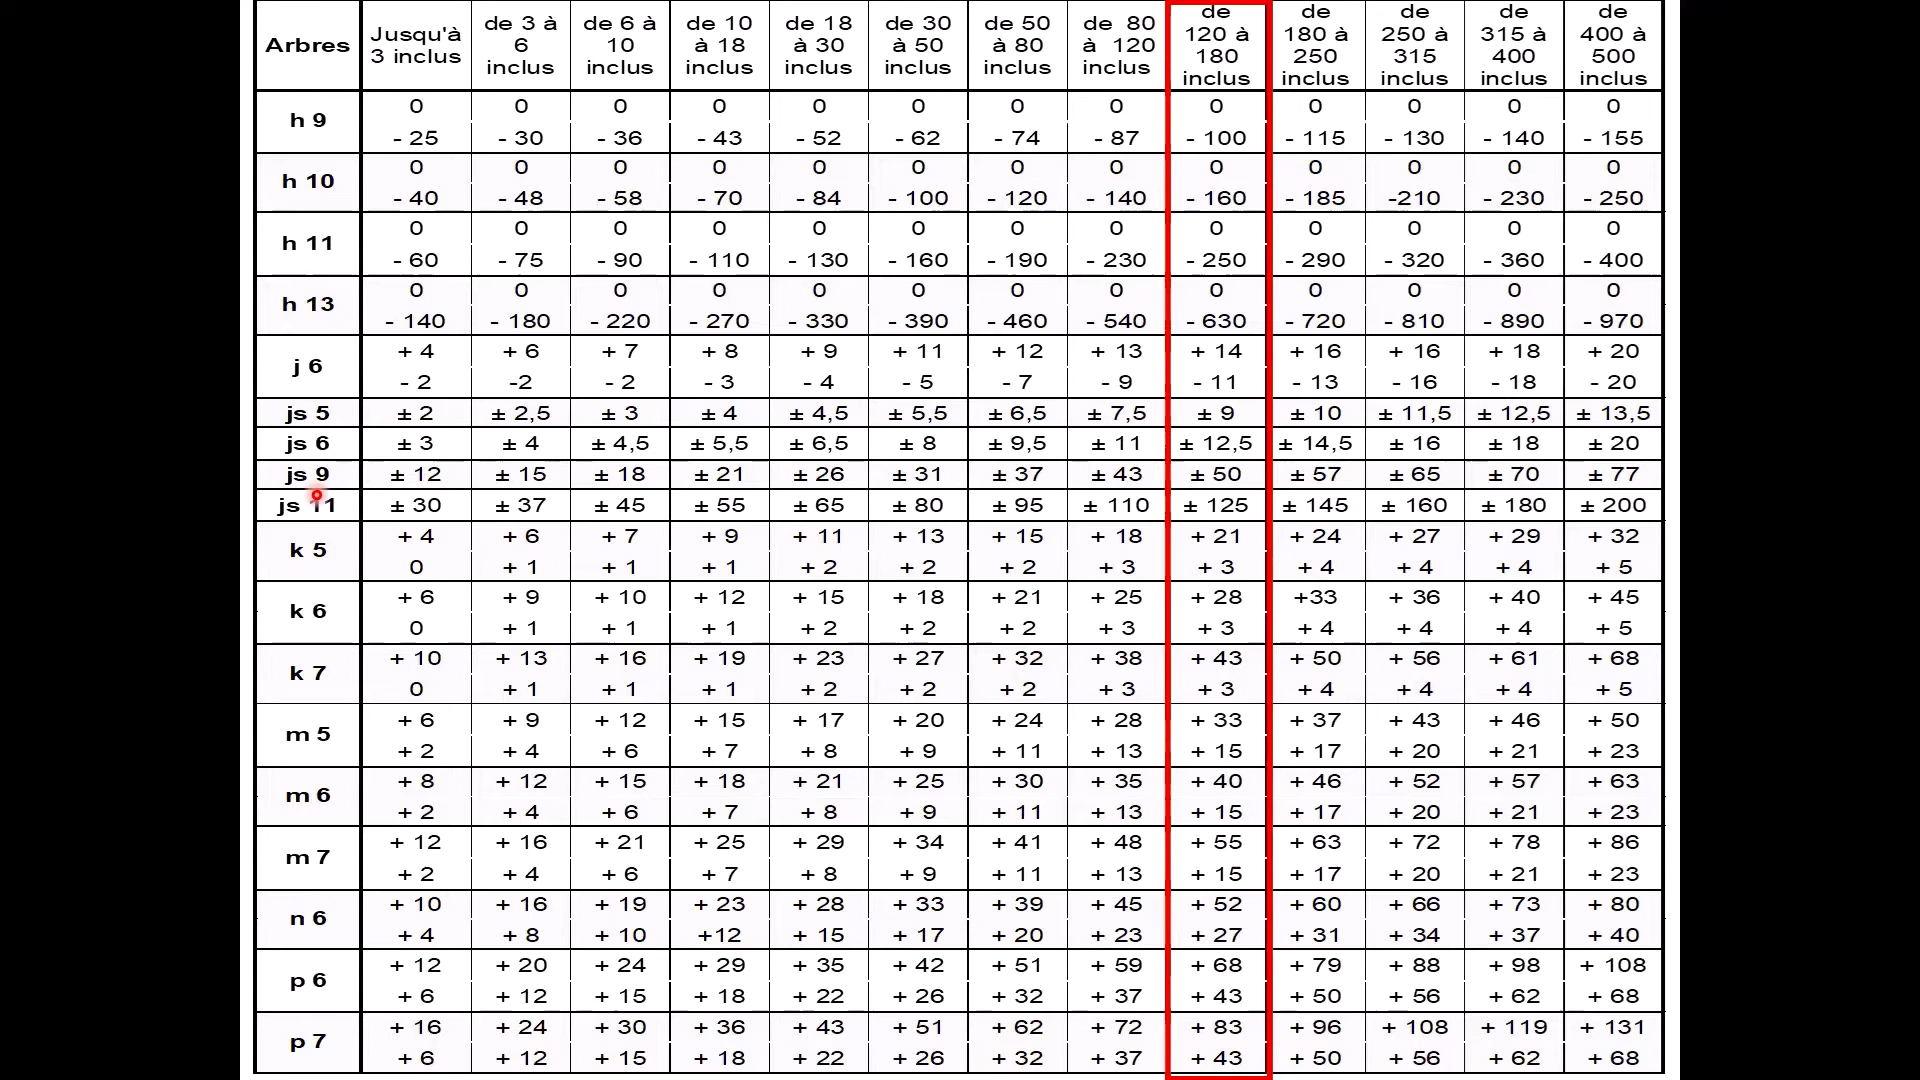 Arbres Jusqu'à 3 inclus de 3 à 6 inclus de 6 à 10 inclus de 10 à 18 inclus de 18 à 30 inclus de 30 à 50 inclus de 50 à 80 inclus de 80 à 120 inclus de 120 à 180 inclus de 180 à 250 inclus de 250 à 315 inclus de 315 à 400 inclus de 400 à 500 inclus
h 9
0 0 0 0 0 0 0 0 0 0 0 0 0
- 25 - 30 - 36 - 43 - 52 - 62 - 74 - 87 - 100 - 115 - 130 - 140 - 155
h 10
0 0 0 0 0 0 0 0 0 0 0 0 0
- 40 - 48 - 58 - 70 - 84 - 100 - 120 - 140 - 160 - 185 -210 - 230 - 250
h 11
0 0 0 0 0 0 0 0 0 0 0 0 0
- 60 - 75 - 90 - 110 - 130 - 160 - 190 - 230 - 250 - 290 - 320 - 360 - 400
h 13
0 0 0 0 0 0 0 0 0 0 0 0 0
- 140 - 180 - 220 - 270 - 330 - 390 - 460 - 540 - 630 - 720 - 810 - 890 - 970
j 6
+ 4 + 6 + 7 + 8 + 9 + 11 + 12 + 13 + 14 + 16 + 16 + 18 + 20
- 2 -2 - 2 - 3 - 4 - 5 - 7 - 9 - 11 - 13 - 16 - 18 - 20
js 5 ± 2 ± 2,5 ± 3 ± 4 ± 4,5 ± 5,5 ± 6,5 ± 7,5 ± 9 ± 10 ± 11,5 ± 12,5 ± 13,5
js 6 ± 3 ± 4 ± 4,5 ± 5,5 ± 6,5 ± 8 ± 9,5 ± 11 ± 12,5 ± 14,5 ± 16 ± 18 ± 20
js 9 ± 12 ± 15 ± 18 ± 21 ± 26 ± 31 ± 37 ± 43 ± 50 ± 57 ± 65 ± 70 ± 77
js 11 ± 30 ± 37 ± 45 ± 55 ± 65 ± 80 ± 95 ± 110 ± 125 ± 145 ± 160 ± 180 ± 200
k 5
+ 4 + 6 + 7 + 9 + 11 + 13 + 15 + 18 + 21 + 24 + 27 + 29 + 32
0 + 1 + 1 + 1 + 2 + 2 + 2 + 3 + 3 + 4 + 4 + 4 + 5
k 6
+ 6 + 9 + 10 + 12 + 15 + 18 + 21 + 25 + 28 +33 + 36 + 40 + 45
0 + 1 + 1 + 1 + 2 + 2 + 2 + 3 + 3 + 4 + 4 + 4 + 5
k 7
+ 10 + 13 + 16 + 19 + 23 + 27 + 32 + 38 + 43 + 50 + 56 + 61 + 68
0 + 1 + 1 + 1 + 2 + 2 + 2 + 3 + 3 + 4 + 4 + 4 + 5
m 5
+ 6 + 9 + 12 + 15 + 17 + 20 + 24 + 28 + 33 + 37 + 43 + 46 + 50
+ 2 + 4 + 6 + 7 + 8 + 9 + 11 + 13 + 15 + 17 + 20 + 21 + 23
m 6
+ 8 + 12 + 15 + 18 + 21 + 25 + 30 + 35 + 40 + 46 + 52 + 57 + 63
+ 2 + 4 + 6 + 7 + 8 + 9 + 11 + 13 + 15 + 17 + 20 + 21 + 23
m 7
+ 12 + 16 + 21 + 25 + 29 + 34 + 41 + 48 + 55 + 63 + 72 + 78 + 86
+ 2 + 4 + 6 + 7 + 8 + 9 + 11 + 13 + 15 + 17 + 20 + 21 + 23
n 6
+ 10 + 16 + 19 + 23 + 28 + 33 + 39 + 45 + 52 + 60 + 66 + 73 + 80
+ 4 + 8 + 10 +12 + 15 + 17 + 20 + 23 + 27 + 31 + 34 + 37 + 40
p 6
+ 12 + 20 + 24 + 29 + 35 + 42 + 51 + 59 + 68 + 79 + 88 + 98 + 108
+ 6 + 12 + 15 + 18 + 22 + 26 + 32 + 37 + 43 + 50 + 56 + 62 + 68
p 7
+ 16 + 24 + 30 + 36 + 43 + 51 + 62 + 72 + 83 + 96 + 108 + 119 + 131
+ 6 + 12 + 15 + 18 + 22 + 26 + 32 + 37 + 43 + 50 + 56 + 62 + 68